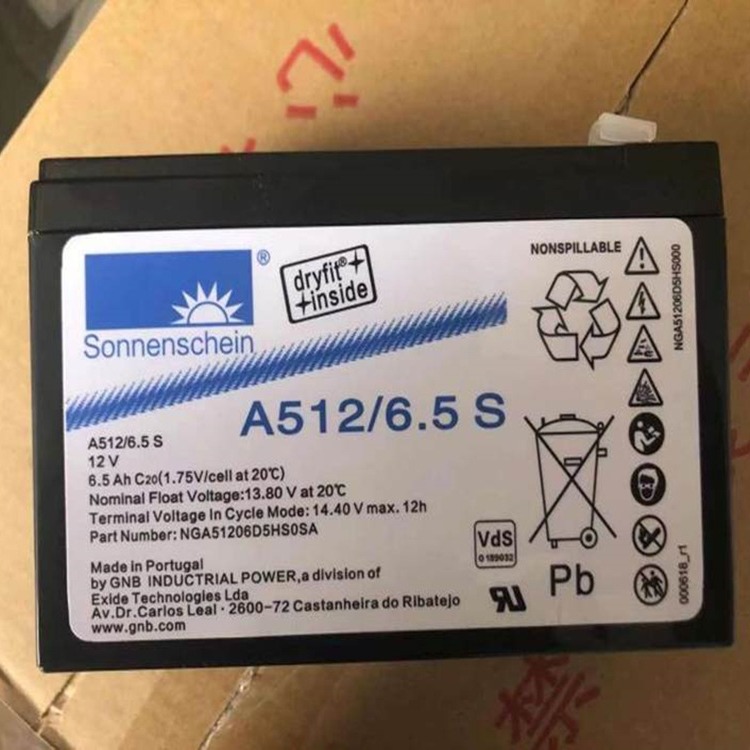 心
Sonnenschein
®
dryfit®
inside
NONSPILLABLE
NGA51206D5HS000
A512/6.5 S
A512/6.5 S
12 V
6.5 Ah C20(1.75V/cell at 20℃)
Nominal Float Voltage:13.80 V at 20℃
Terminal Voltage In Cycle Mode: 14.40 V max. 12h
Part Number: NGA51206D5HS0SA
VdS
G 189032
Pb
000618_r1
Made in Portugal
by GNB INDUSTRIAL POWER,a division of
Exide Technologies Lda
Av.Dr.Carlos Leal · 2600-72 Castanheira do Ribatejo
www.gnb.com
禁